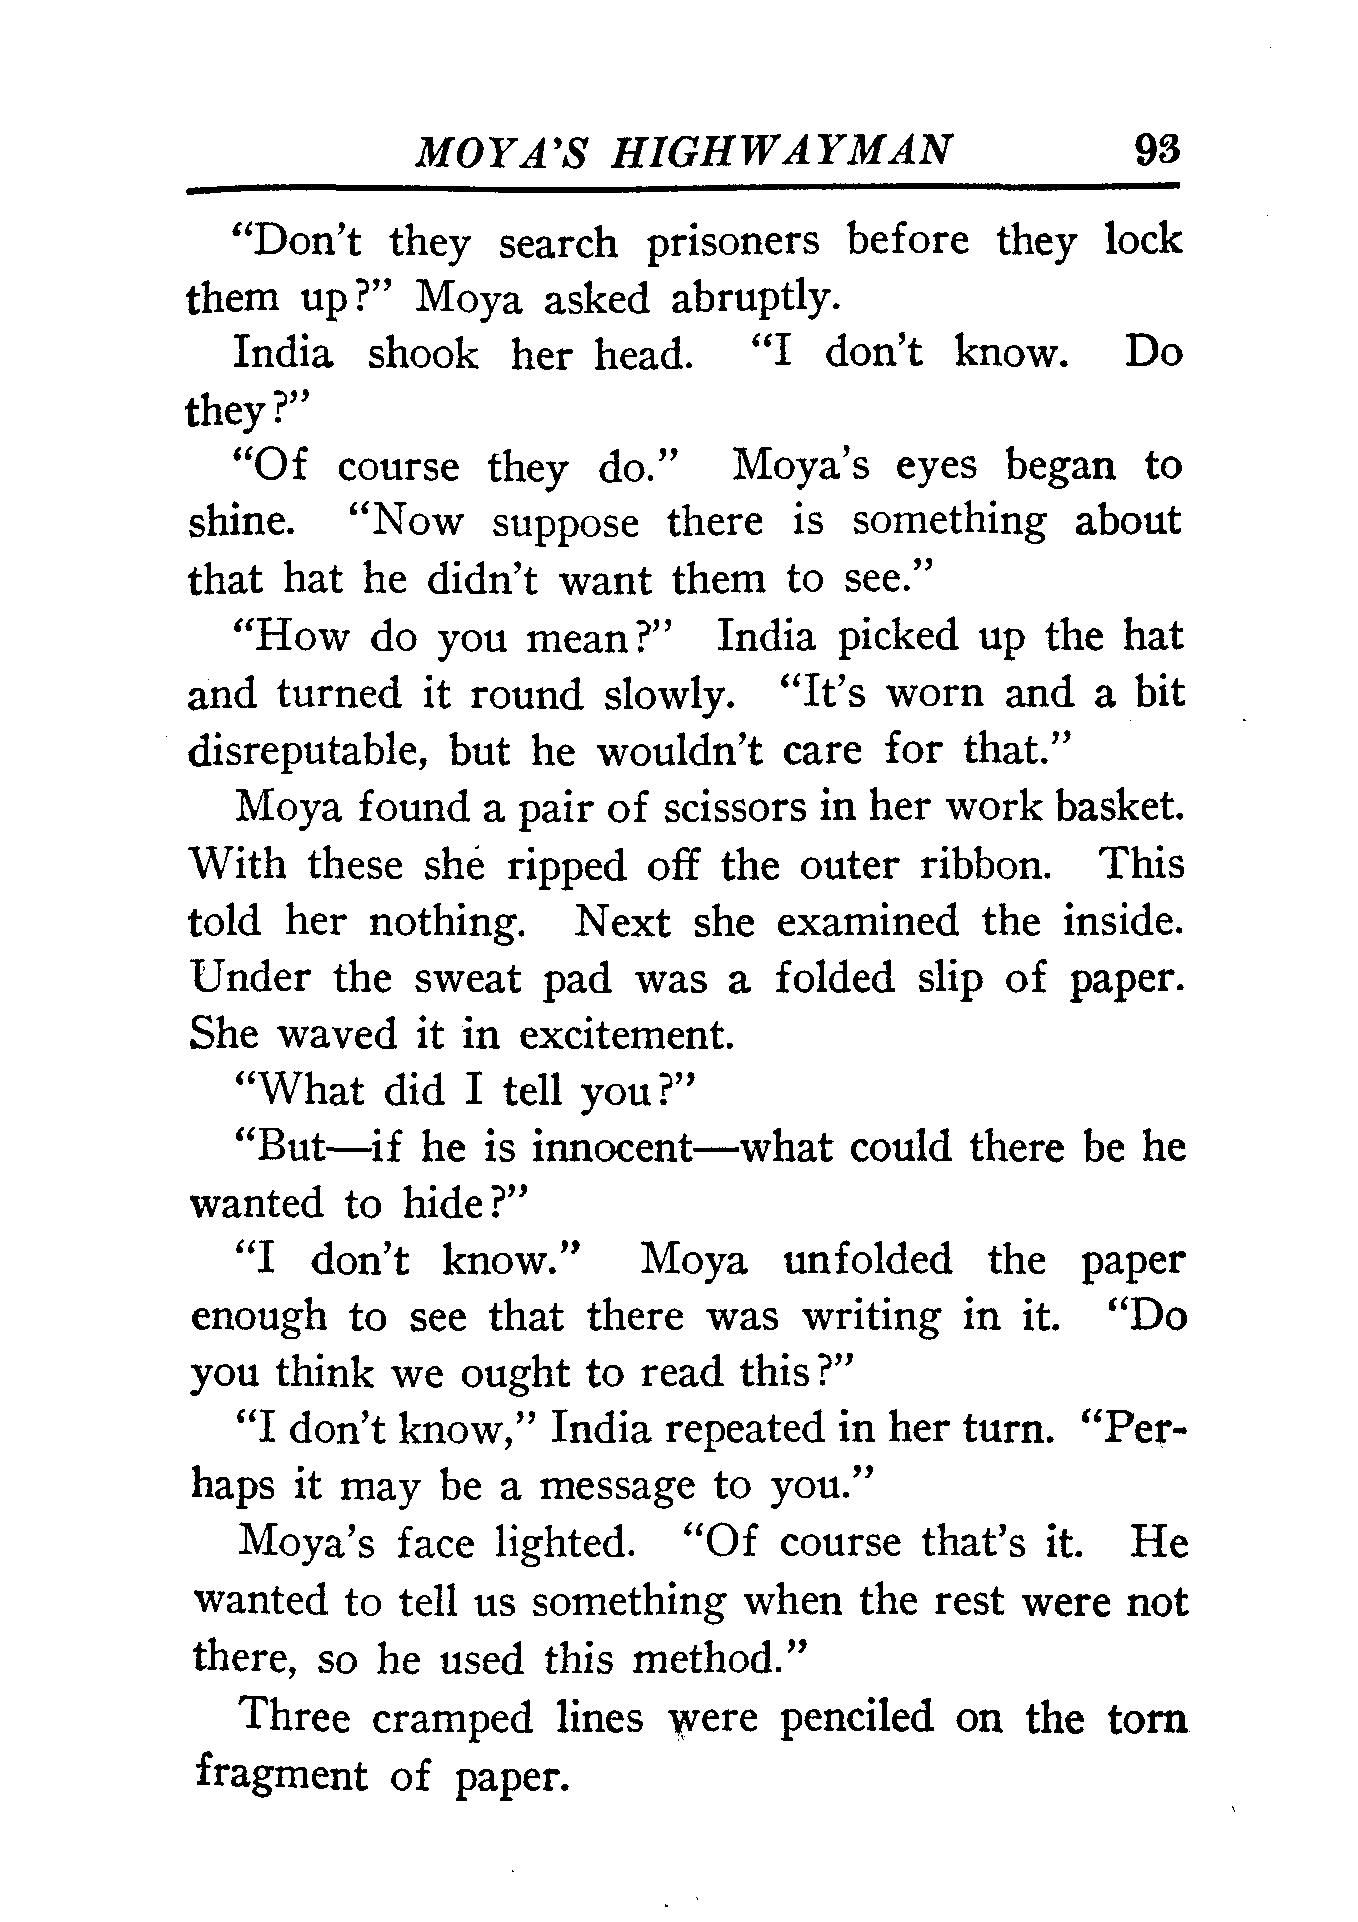 MOYA'S HIGHWAYMAN 93
“Don't they search prisoners before they lock
them up?” Moya asked abruptly.
India shook her head. “I don't know. Do
they?”
“Of course they do.” Moya's eyes began to
shine. “Now suppose there is something about
that hat he didn't want them to see.”
“How do you mean?” India picked up the hat
and turned it round slowly. “It's worn and a bit
disreputable, but he wouldn't care for that.”
Moya found a pair of scissors in her work basket.
With these she ripped off the outer ribbon. This
told her nothing. Next she examined the inside.
Under the sweat pad was a folded slip of paper.
She waved it in excitement.
“What did I tell you?”
“But—if he is innocent—what could there be he
wanted to hide?”
“I don't know.” Moya unfolded the paper
enough to see that there was writing in it. “Do
you think we ought to read this?”
“I don't know,” India repeated in her turn. “Per-
haps it may be a message to you.”
Moya's face lighted. “Of course that's it. He
wanted to tell us something when the rest were not
there, so he used this method.”
Three cramped lines were penciled on the torn
fragment of paper.